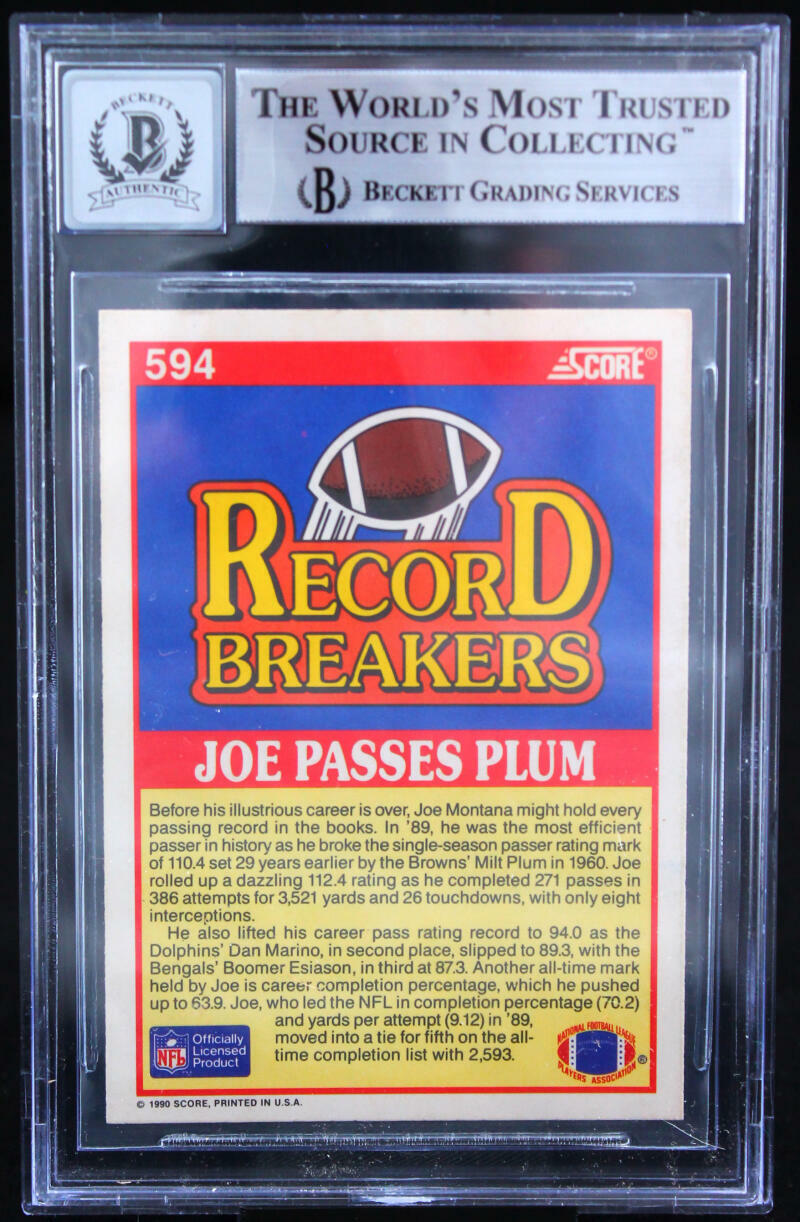 BECKETT
B
AUTHENTIC
THE WORLD'S MOST TRUSTED
SOURCE IN COLLECTING™
B BECKETT GRADING SERVICES
594
SCORE®
RECORD
BREAKERS
JOE PASSES PLUM
Before his illustrious career is over, Joe Montana might hold every
passing record in the books. In '89, he was the most efficient
passer in history as he broke the single-season passer rating mark
of 110.4 set 29 years earlier by the Browns' Milt Plum in 1960. Joe
rolled up a dazzling 112.4 rating as he completed 271 passes in
386 attempts for 3,521 yards and 26 touchdowns, with only eight
interceptions.
He also lifted his career pass rating record to 94.0 as the
Dolphins' Dan Marino, in second place, slipped to 89.3, with the
Bengals' Boomer Esiason, in third at 87.3. Another all-time mark
held by Joe is career completion percentage, which he pushed
up to 63.9. Joe, who led the NFL in completion percentage (70.2)
and yards per attempt (9.12) in '89,
moved into a tie for fifth on the all-
time completion list with 2,593.
NFL
Officially
Licensed
Product
NATIONAL FOOTBALL LEAGUE
PLAYERS ASSOCIATION
®
© 1990 SCORE, PRINTED IN U.S.A.